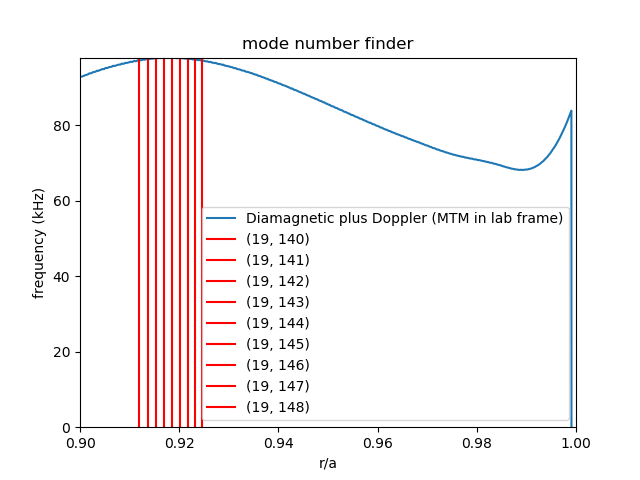 mode number finder
frequency (kHz)
80
60
40
20
0
Diamagnetic plus Doppler (MTM in lab frame)
(19, 140)
(19, 141)
(19, 142)
(19, 143)
(19, 144)
(19, 145)
(19, 146)
(19, 147)
(19, 148)
0.90 0.92 0.94 0.96 0.98 1.00
r/a